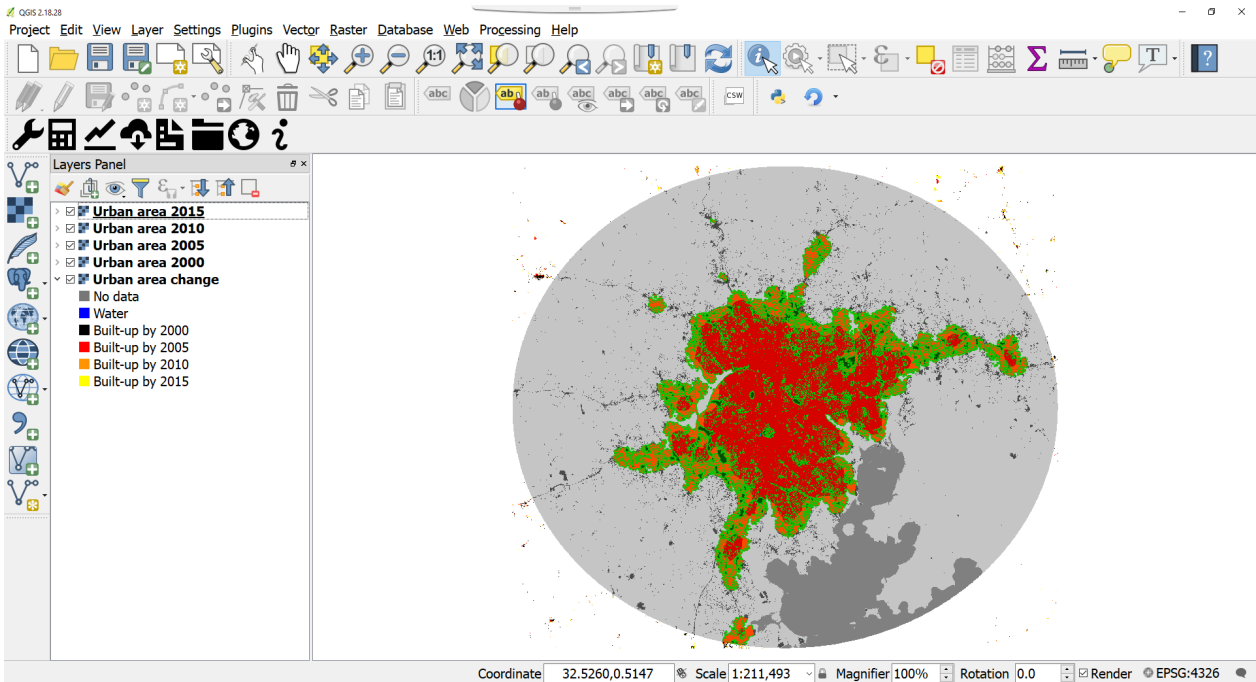 QGIS 2.18.28
Project Edit View Layer Settings Plugins Vector Raster Database Web Processing Help
1:1 Σ T ?
abc ab abc abc abc abc abc CSW
Layers Panel
Urban area 2015
Urban area 2010
Urban area 2005
Urban area 2000
Urban area change
No data
Water
Built-up by 2000
Built-up by 2005
Built-up by 2010
Built-up by 2015
Coordinate 32.5260,0.5147 Scale 1:211,493 Magnifier 100% Rotation 0.0 Render EPSG:4326